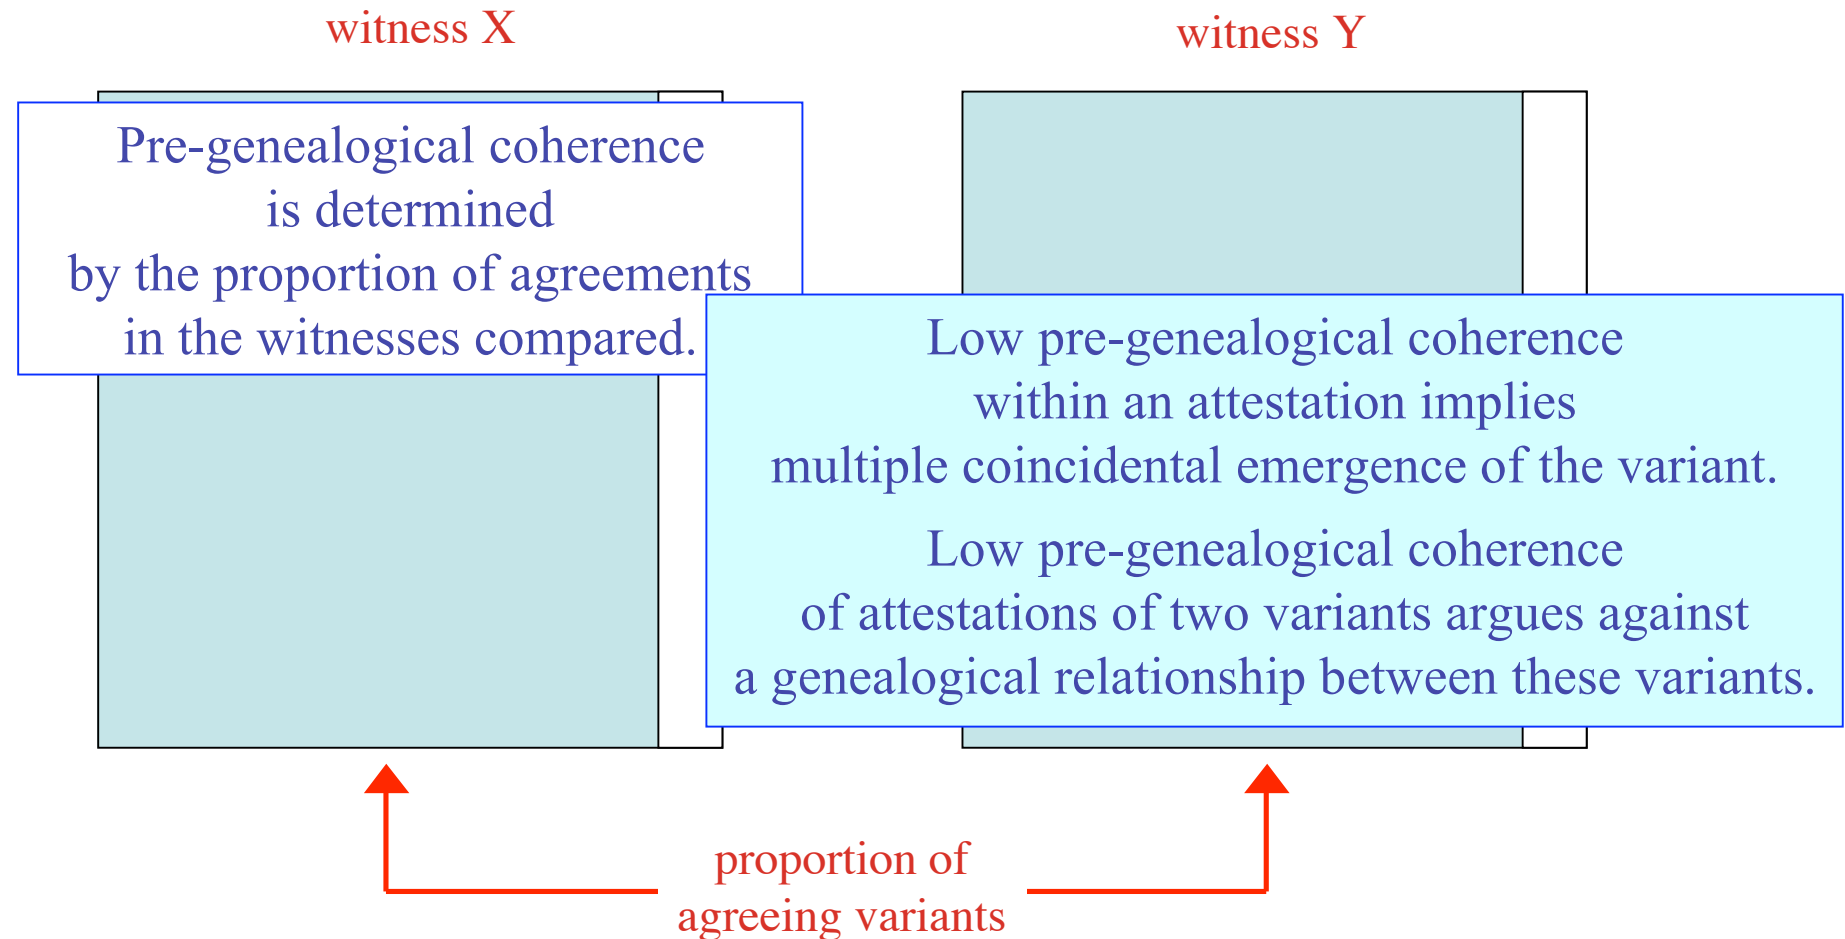 witness X
witness Y
Pre-genealogical coherence
is determined
by the proportion of agreements
in the witnesses compared.
Low pre-genealogical coherence
within an attestation implies
multiple coincidental emergence of the variant.
Low pre-genealogical coherence
of attestations of two variants argues against
a genealogical relationship between these variants.
proportion of
agreeing variants